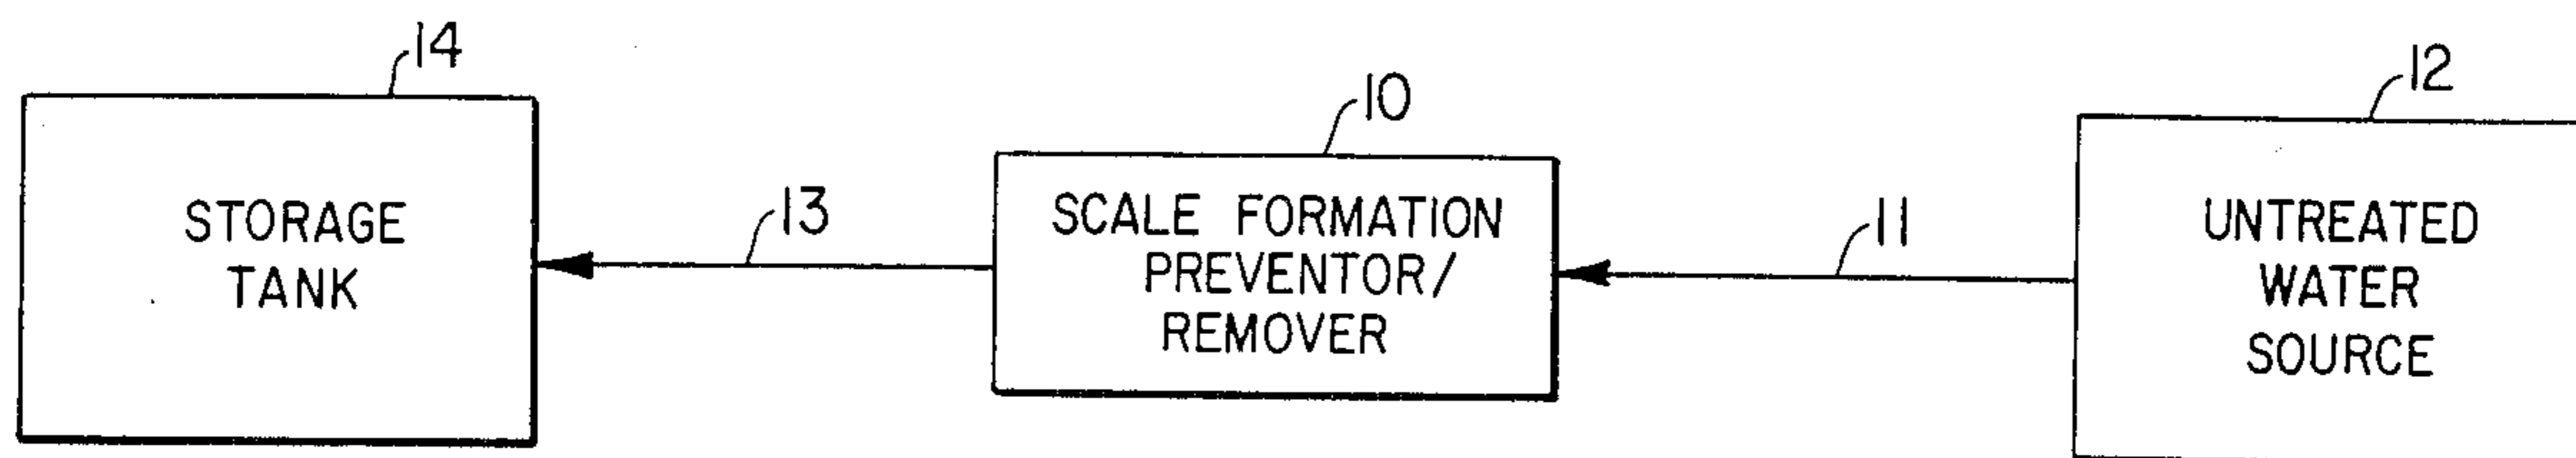 14
STORAGE
TANK
13
10
SCALE FORMATION
PREVENTOR/
REMOVER
11
12
UNTREATED
WATER
SOURCE